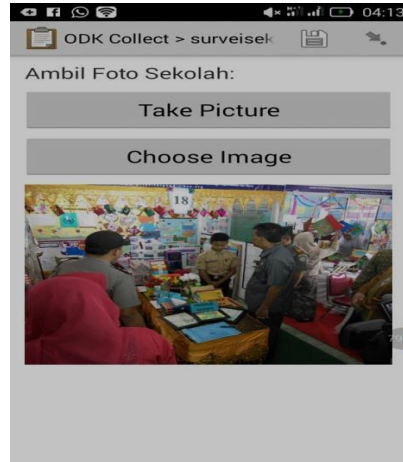 04:13
ODK Collect > surveisek
Ambil Foto Sekolah:
Take Picture
Choose Image
18